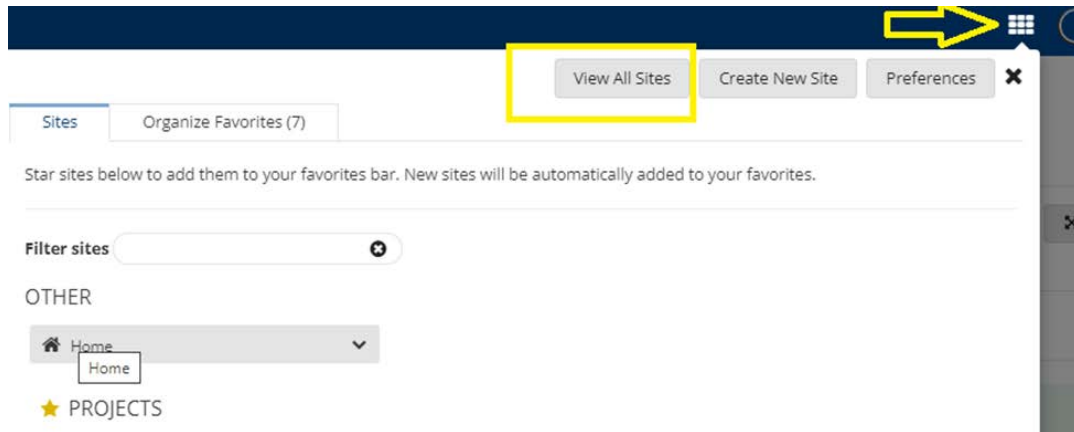 View All Sites Create New Site Preferences
Sites Organize Favorites (7)
Star sites below to add them to your favorites bar. New sites will be automatically added to your favorites.
Filter sites
OTHER
Home
Home
PROJECTS